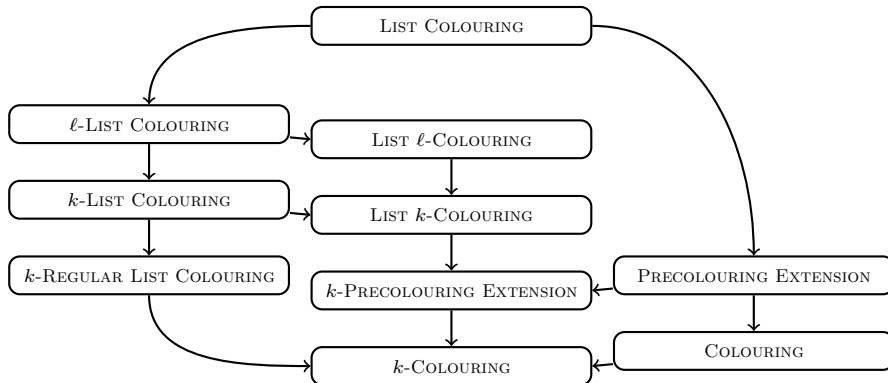 List Colouring
ℓ-List Colouring
List ℓ-Colouring
k-List Colouring
List k-Colouring
k-Regular List Colouring
k-Precolouring Extension
Precolouring Extension
Colouring
k-Colouring